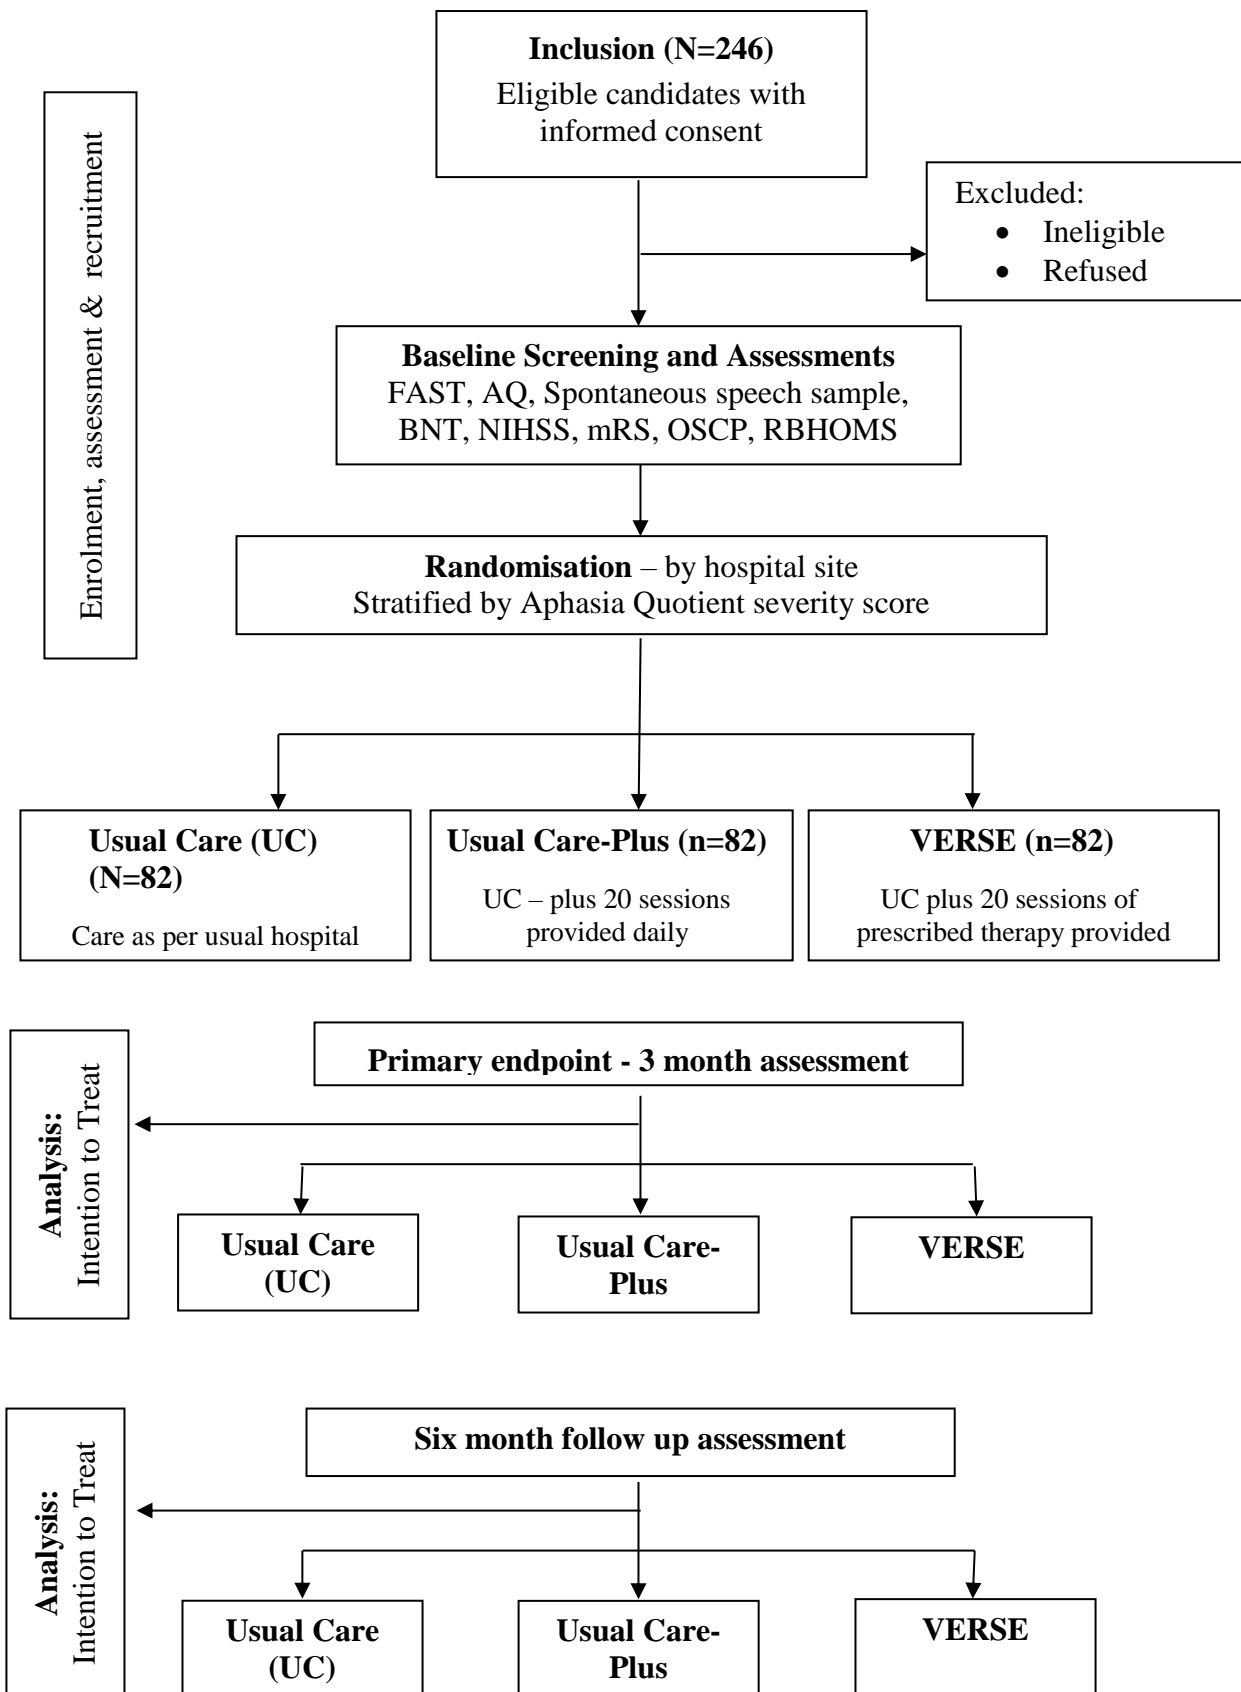 Inclusion (N=246)
Eligible candidates with
informed consent
Enrolment, assessment & recruitment
Excluded:
• Ineligible
• Refused
Baseline Screening and Assessments
FAST, AQ, Spontaneous speech sample,
BNT, NIHSS, mRS, OSCP, RBHOMS
Randomisation – by hospital site
Stratified by Aphasia Quotient severity score
Usual Care (UC)
(N=82)
Care as per usual hospital
Usual Care-Plus (n=82)
UC – plus 20 sessions
provided daily
VERSE (n=82)
UC plus 20 sessions of
prescribed therapy provided
Primary endpoint - 3 month assessment
Analysis:
Intention to Treat
Usual Care
(UC)
Usual Care-
Plus
VERSE
Six month follow up assessment
Analysis:
Intention to Treat
Usual Care
(UC)
Usual Care-
Plus
VERSE